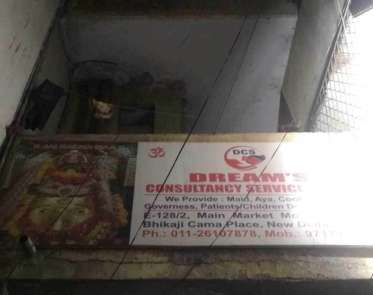 ॐ
DCS
DREAM'S
CONSULTANCY SERVICE
We Provide : Maid, Aya, Cook
Governess, Patients/Children
E-128/2, Main Market
Bhikaji Cama Place, New
Ph.: 011-26107878, Mob.: